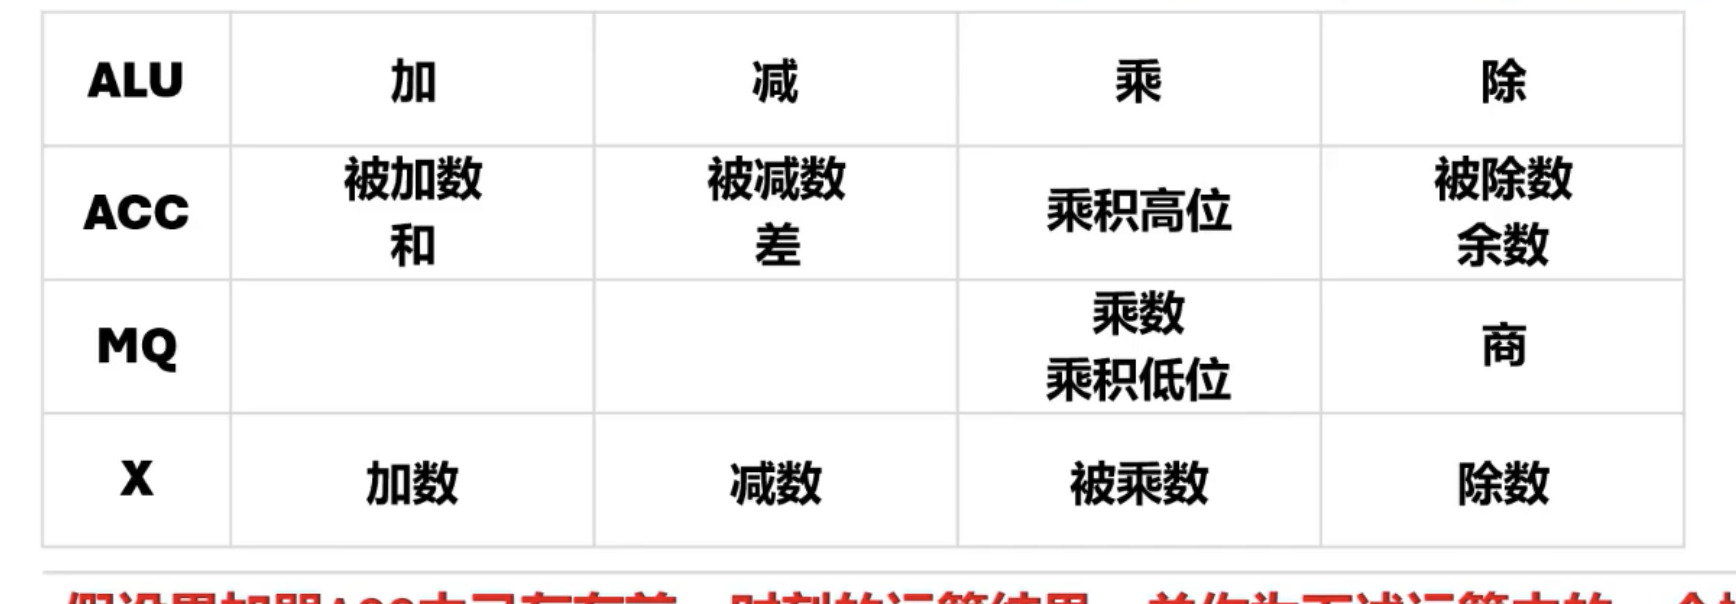 ALU 加 减 乘 除
ACC 被加数 和 被减数 差 乘积高位 被除数 余数
MQ 乘数 乘积低位 商
X 加数 减数 被乘数 除数